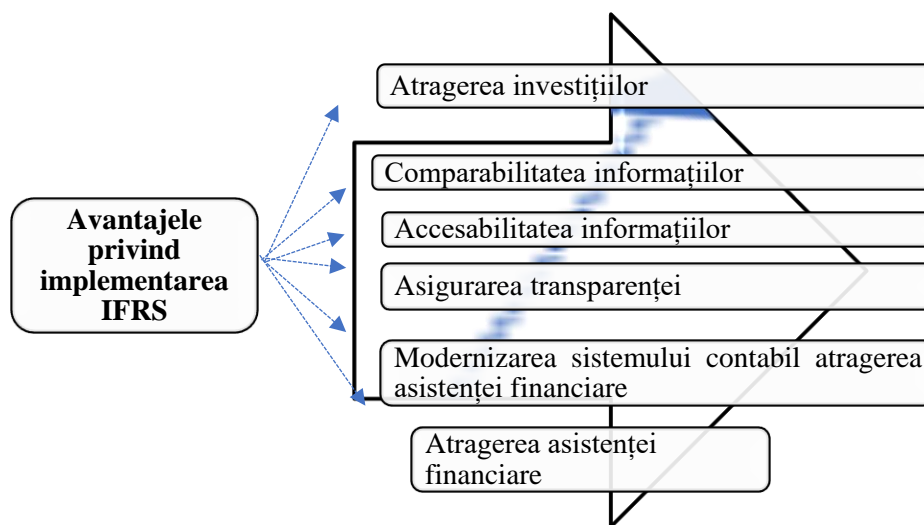 Atragerea investițiilor
Comparabilitatea informațiilor
Accesabilitatea informațiilor
Avantajele
privind
implementarea
IFRS
Asigurarea transparenței
Modernizarea sistemului contabil atragerea
asistenței financiare
Atragerea asistenței
financiare